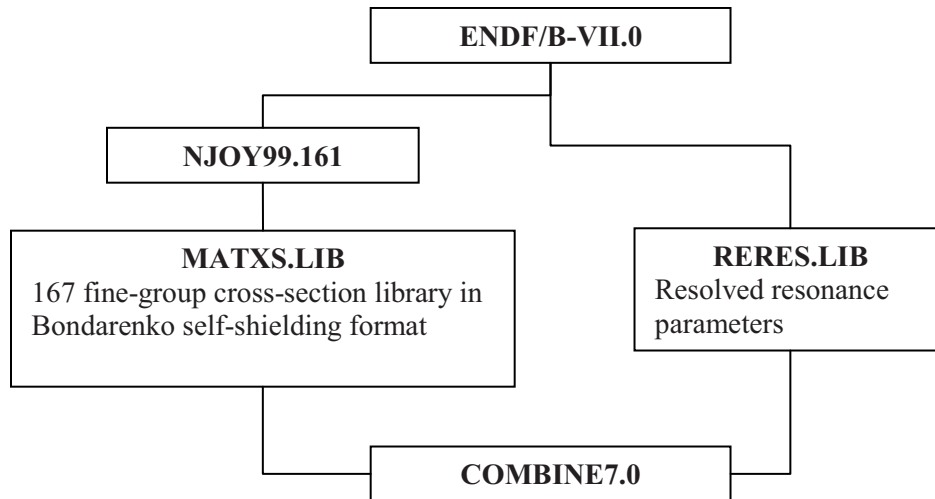 ENDF/B-VII.0
NJOY99.161
MATXS.LIB
167 fine-group cross-section library in
Bondarenko self-shielding format
RERES.LIB
Resolved resonance
parameters
COMBINE7.0